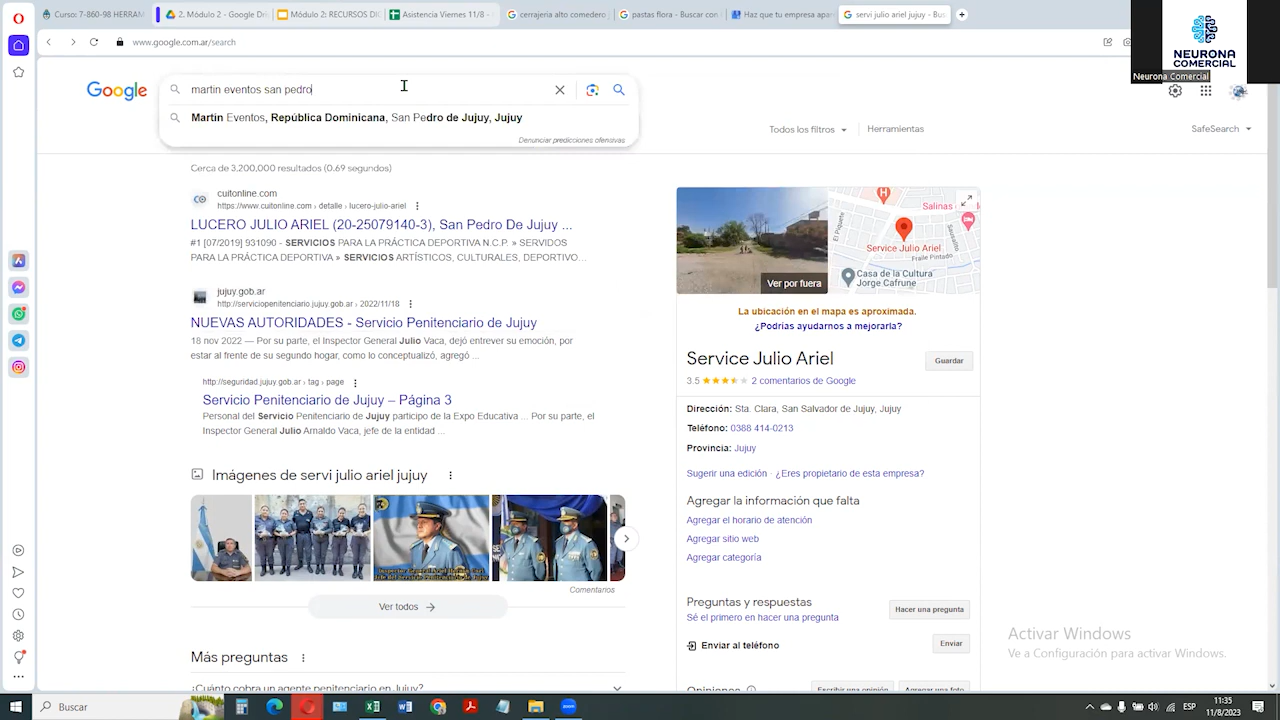 7-860-98 HERRAM
2. Módulo 2 - Google Dri
Módulo 2: RECURSOS DI
Asistencia Viernes 11/8 -
cerrajeria alto comedero
pastas flora - Buscar con
Haz que tu empresa apar
servi julio ariel jujuy - Bus
www.google.com.ar/search
NEURONA
COMERCIAL
Neurona Comercial
Google
martin eventos san pedro
Martin Eventos, República Dominicana, San Pedro de Jujuy, Jujuy
Denunciar predicciones ofensivas
Todos los filtros
Herramientas
SafeSearch
Cerca de 3,200,000 resultados (0.69 segundos)
cuitonline.com
https://www.cuitonline.com › detalle › lucero-julio-ariel
LUCERO JULIO ARIEL (20-25079140-3), San Pedro De Jujuy ...
#1 [07/2019] 931090 - SERVICIOS PARA LA PRÁCTICA DEPORTIVA N.C.P. » SERVIDOS
PARA LA PRÁCTICA DEPORTIVA » SERVICIOS ARTÍSTICOS, CULTURALES, DEPORTIVO...
jujuy.gob.ar
http://serviciopenitenciario.jujuy.gob.ar › 2022/11/18
NUEVAS AUTORIDADES - Servicio Penitenciario de Jujuy
18 nov 2022 — Por su parte, el Inspector General Julio Vaca, dejó entrever su emoción, por
estar al frente de su segundo hogar, como lo conceptualizó, agregó ...
http://seguridad.jujuy.gob.ar › tag › page
Servicio Penitenciario de Jujuy – Página 3
Personal del Servicio Penitenciario de Jujuy participo de la Expo Educativa ... Por su parte, el
Inspector General Julio Arnaldo Vaca, jefe de la entidad ...
Imágenes de servi julio ariel jujuy
Comentarios
Ver todos
Más preguntas
¿Cuánto cobra un agente penitenciario en Jujuy?
Ver por fuera
Salinas
El Piquete
Service Julio Ariel
Fraile Pintado
Casa de la Cultura
Jorge Cafrune
La ubicación en el mapa es aproximada.
¿Podrías ayudarnos a mejorarla?
Service Julio Ariel
Guardar
3.5 2 comentarios de Google
Dirección: Sta. Clara, San Salvador de Jujuy, Jujuy
Teléfono: 0388 414-0213
Provincia: Jujuy
Sugerir una edición · ¿Eres propietario de esta empresa?
Agregar la información que falta
Agregar el horario de atención
Agregar sitio web
Agregar categoría
Preguntas y respuestas
Hacer una pregunta
Sé el primero en hacer una pregunta
Enviar al teléfono
Enviar
Opiniones
Escribir una opinión
Agregar una foto
Activar Windows
Ve a Configuración para activar Windows.
Buscar
11:35